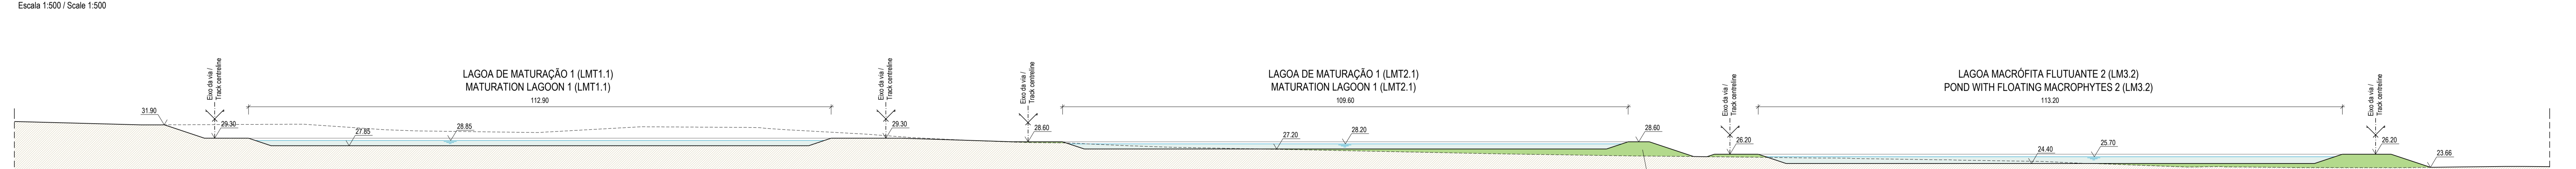 Escala 1:500 / Scale 1:500
LAGOA DE MATURAÇÃO 1 (LMT1.1)
MATURATION LAGOON 1 (LMT1.1)
112.90
LAGOA DE MATURAÇÃO 1 (LMT2.1)
MATURATION LAGOON 1 (LMT2.1)
109.60
LAGOA MACRÓFITA FLUTUANTE 2 (LM3.2)
POND WITH FLOATING MACROPHYTES 2 (LM3.2)
113.20
Eixo da via /
Track centreline
Eixo da via /
Track centreline
Eixo da via /
Track centreline
Eixo da via /
Track centreline
Eixo da via /
Track centreline
31.90
29.30
27.85
28.85
29.30
28.60
27.20
28.20
28.60
26.20
24.40
25.70
26.20
23.66